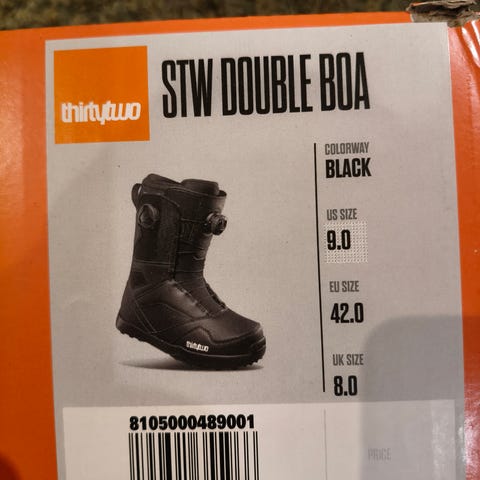 thirtytwo
STW DOUBLE BOA
COLORWAY
BLACK
US SIZE
9.0
EU SIZE
42.0
UK SIZE
8.0
thirtytwo
8105000489001
PRICE